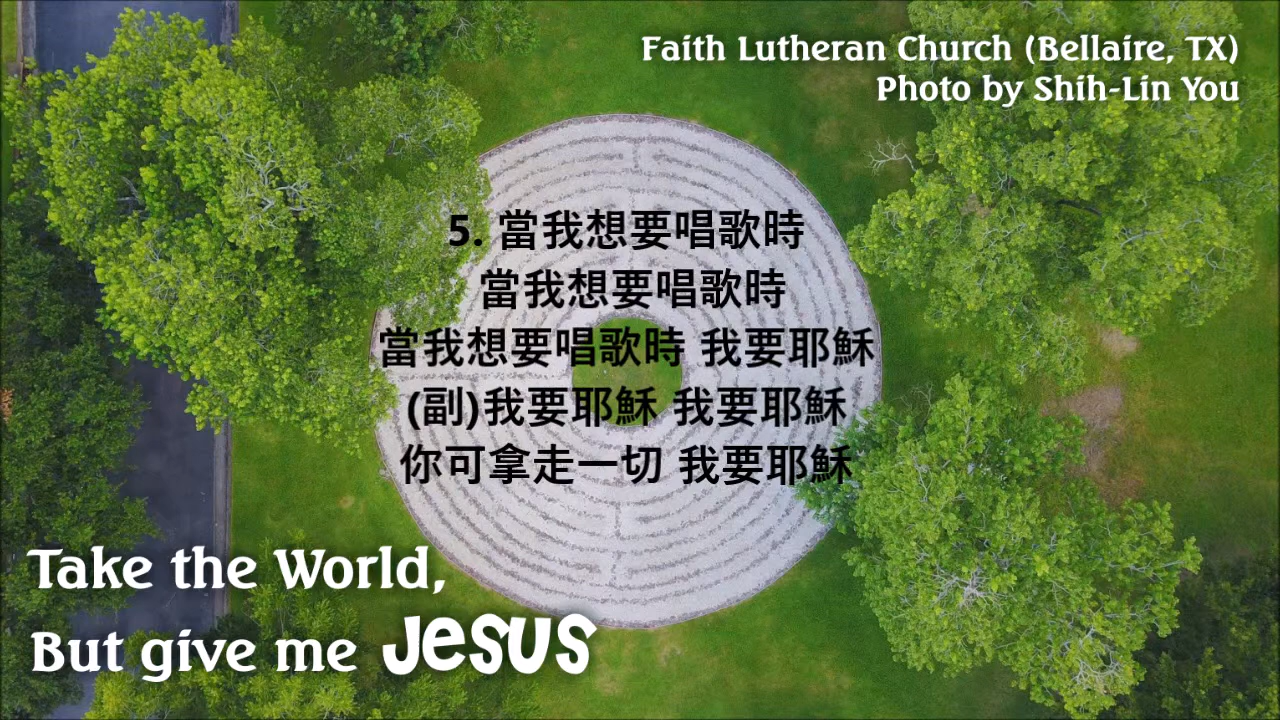 Faith Lutheran Church (Bellaire, TX)
Photo by Shih-Lin You
5. 當我想要唱歌時
當我想要唱歌時
當我想要唱歌時 我要耶穌
(副)我要耶穌 我要耶穌
你可拿走一切 我要耶穌
Take the World,
But give me Jesus